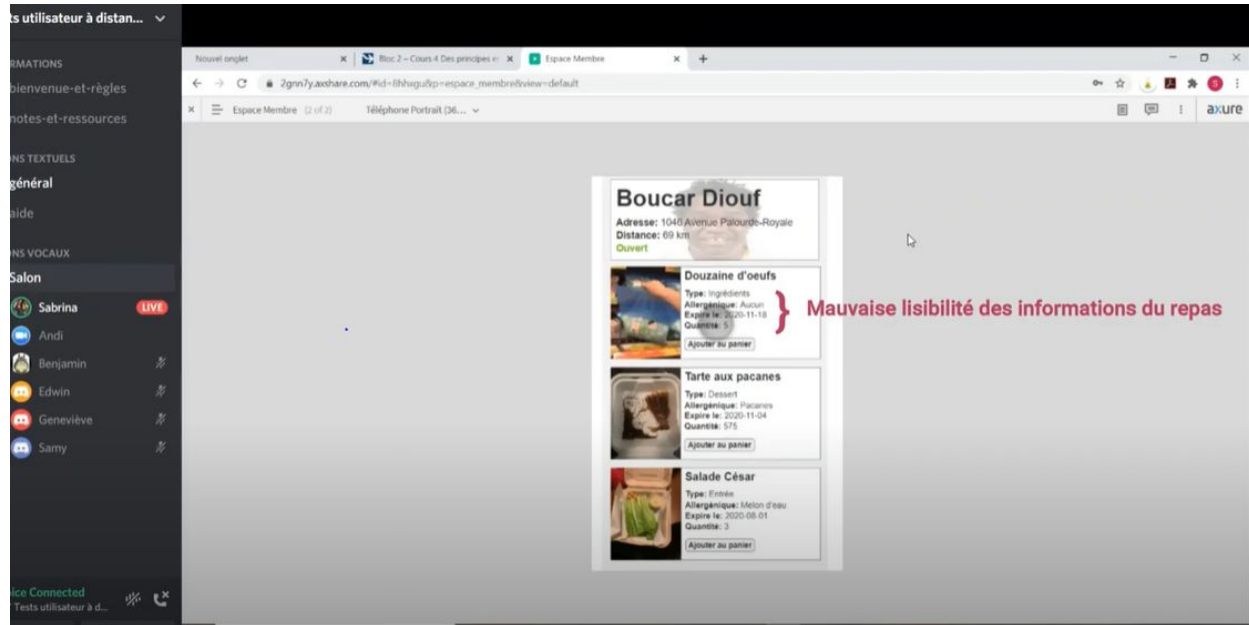 ts utilisateur à distan...
RMATIONS
bienvenue-et-règles
notes-et-ressources
NS TEXTUELS
général
aide
NS VOCAUX
Salon
Sabrina LIVE
Andi
Benjamin
Edwin
Geneviève
Samy
ice Connected
Tests utilisateur à d...
Nouvel onglet
Bloc 2 – Cours 4 Des principes e
Espace Membre
2gnn7y.axshare.com/#id=8hhwgu&p=espace_membre&view=default
S
Espace Membre (2 of 2) Téléphone Portrait (36...
axure
Boucar Diouf
Adresse: 1046 Avenue Palourde-Royale
Distance: 69 km
Ouvert
Douzaine d'oeufs
Type: Ingrédients
Allergénique: Aucun
Expire le: 2020-11-18
Quantité: 5
Ajouter au panier
} Mauvaise lisibilité des informations du repas
Tarte aux pacanes
Type: Dessert
Allergénique: Pacanes
Expire le: 2020-11-04
Quantité: 575
Ajouter au panier
Salade César
Type: Entrée
Allergénique: Melon d'eau
Expire le: 2020-08-01
Quantité: 3
Ajouter au panier